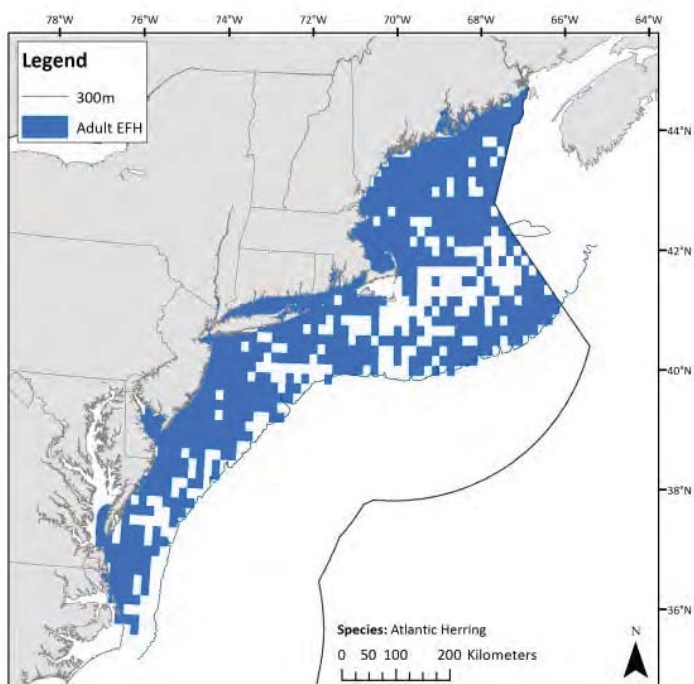 78°W 76°W 74°W 72°W 70°W 68°W 66°W 64°W
Legend
300m
Adult EFH
44°N
42°N
40°N
38°N
36°N
Species: Atlantic Herring
N
0 50 100 200 Kilometers